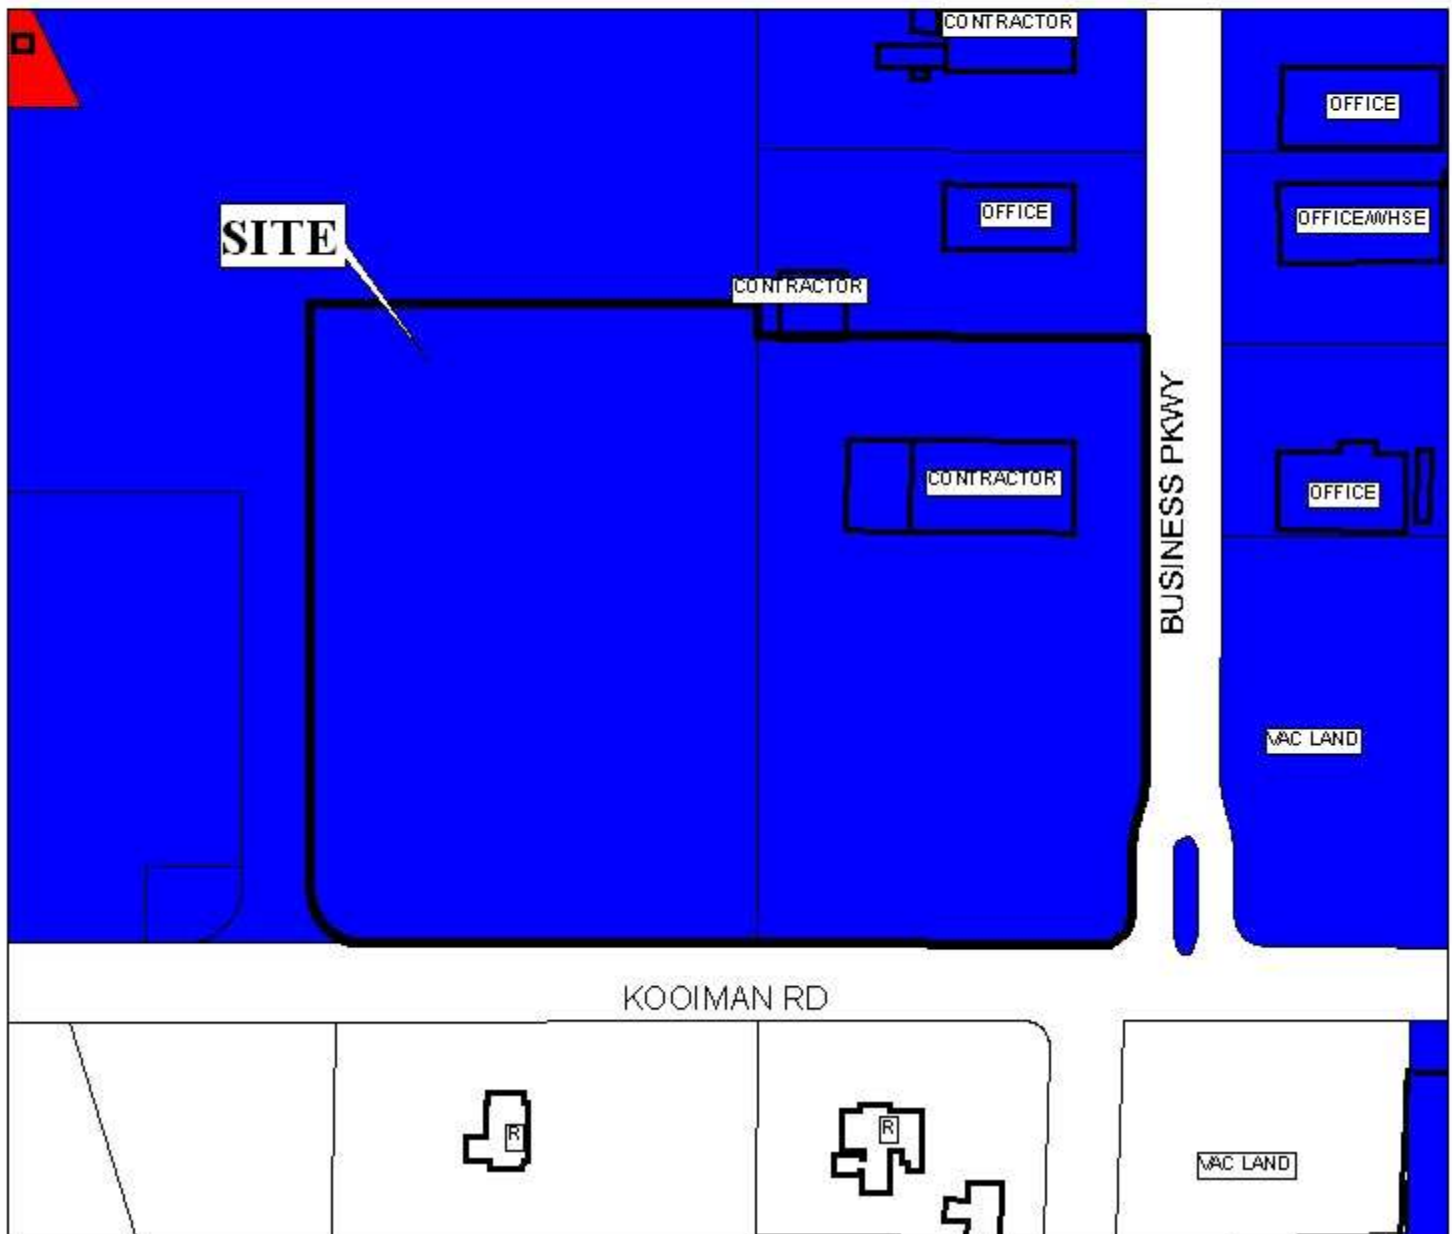 CONTRACTOR
OFFICE
OFFICE
OFFICE/WHSE
SITE
CONTRACTOR
BUSINESS PKWY
CONTRACTOR
OFFICE
VAC LAND
KOOIMAN RD
R
R
VAC LAND